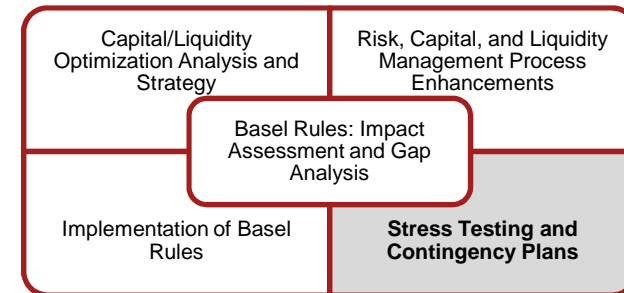 Capital/Liquidity
Optimization Analysis and
Strategy
Risk, Capital, and Liquidity
Management Process
Enhancements
Basel Rules: Impact
Assessment and Gap
Analysis
Implementation of Basel
Rules
Stress Testing and
Contingency Plans